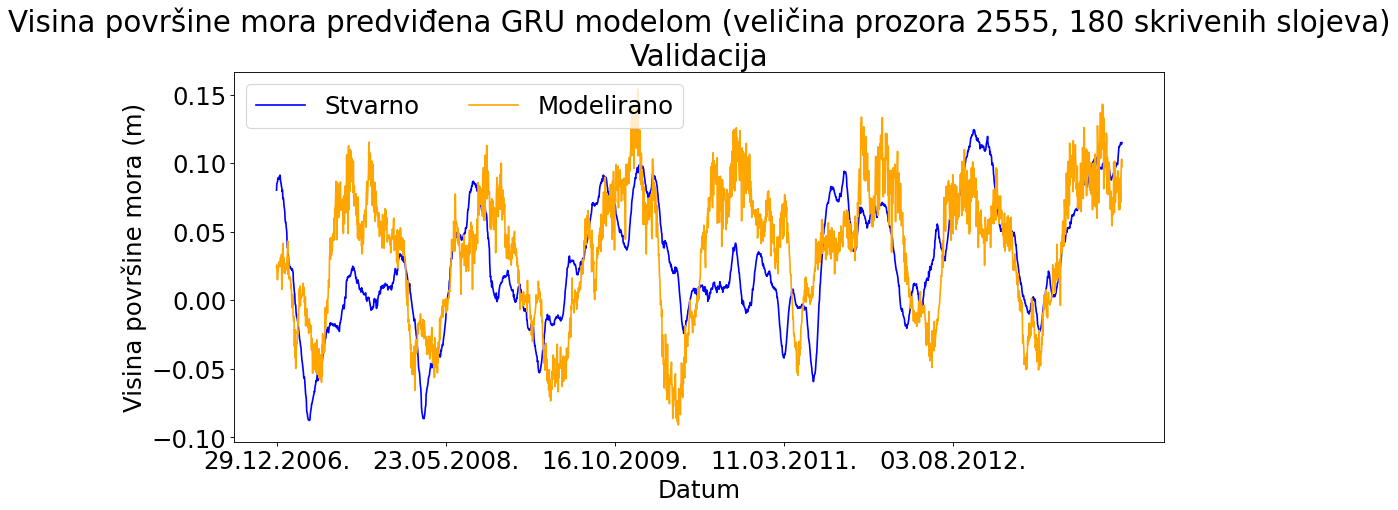 Visina površine mora predviđena GRU modelom (veličina prozora 2555, 180 skrivenih slojeva)
Validacija
Stvarno
Modelirano
Visina površine mora (m)
0.15
0.10
0.05
0.00
−0.05
−0.10
29.12.2006.
23.05.2008.
16.10.2009.
11.03.2011.
03.08.2012.
Datum